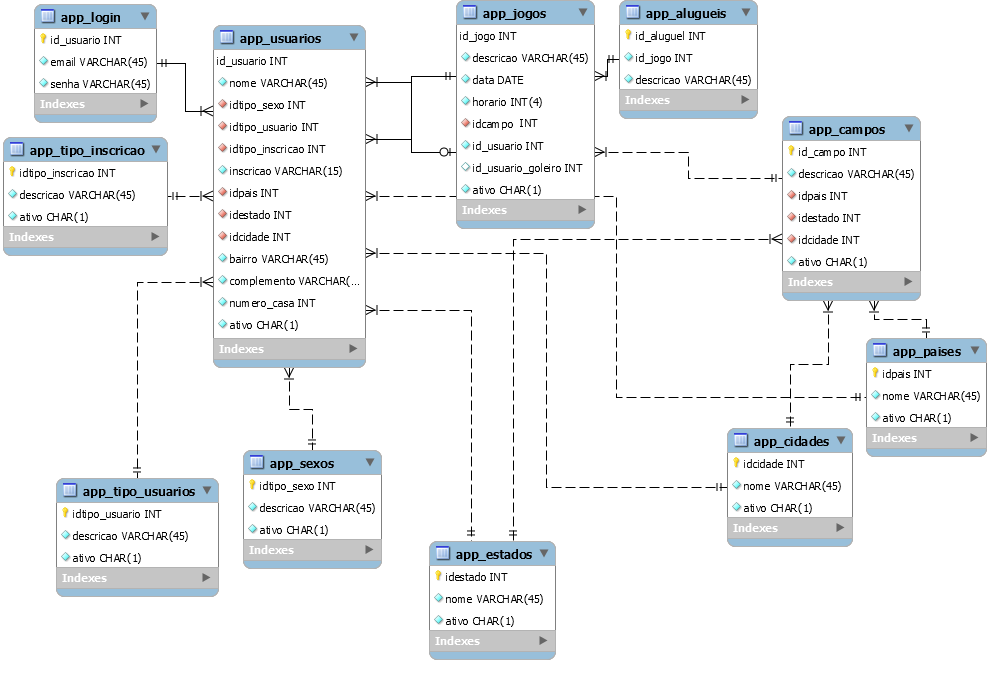 app_login
id_usuario INT
email VARCHAR(45)
senha VARCHAR(45)
Indexes
app_usuarios
id_usuario INT
nome VARCHAR(45)
idtipo_sexo INT
idtipo_usuario INT
idtipo_inscricao INT
inscricao VARCHAR(15)
idpais INT
idestado INT
idcidade INT
bairro VARCHAR(45)
complemento VARCHAR(...
numero_casa INT
ativo CHAR(1)
Indexes
app_jogos
id_jogo INT
descricao VARCHAR(45)
data DATE
horario INT(4)
idcampo INT
id_usuario INT
id_usuario_goleiro INT
ativo CHAR(1)
Indexes
app_alugueis
id_aluguel INT
id_jogo INT
descricao VARCHAR(45)
Indexes
app_tipo_inscricao
idtipo_inscricao INT
descricao VARCHAR(45)
ativo CHAR(1)
Indexes
app_campos
id_campo INT
descricao VARCHAR(45)
idpais INT
idestado INT
idcidade INT
ativo CHAR(1)
Indexes
app_paises
idpais INT
nome VARCHAR(45)
ativo CHAR(1)
Indexes
app_cidades
idcidade INT
nome VARCHAR(45)
ativo CHAR(1)
Indexes
app_sexos
idtipo_sexo INT
descricao VARCHAR(45)
ativo CHAR(1)
Indexes
app_tipo_usuarios
idtipo_usuario INT
descricao VARCHAR(45)
ativo CHAR(1)
Indexes
app_estados
idestado INT
nome VARCHAR(45)
ativo CHAR(1)
Indexes